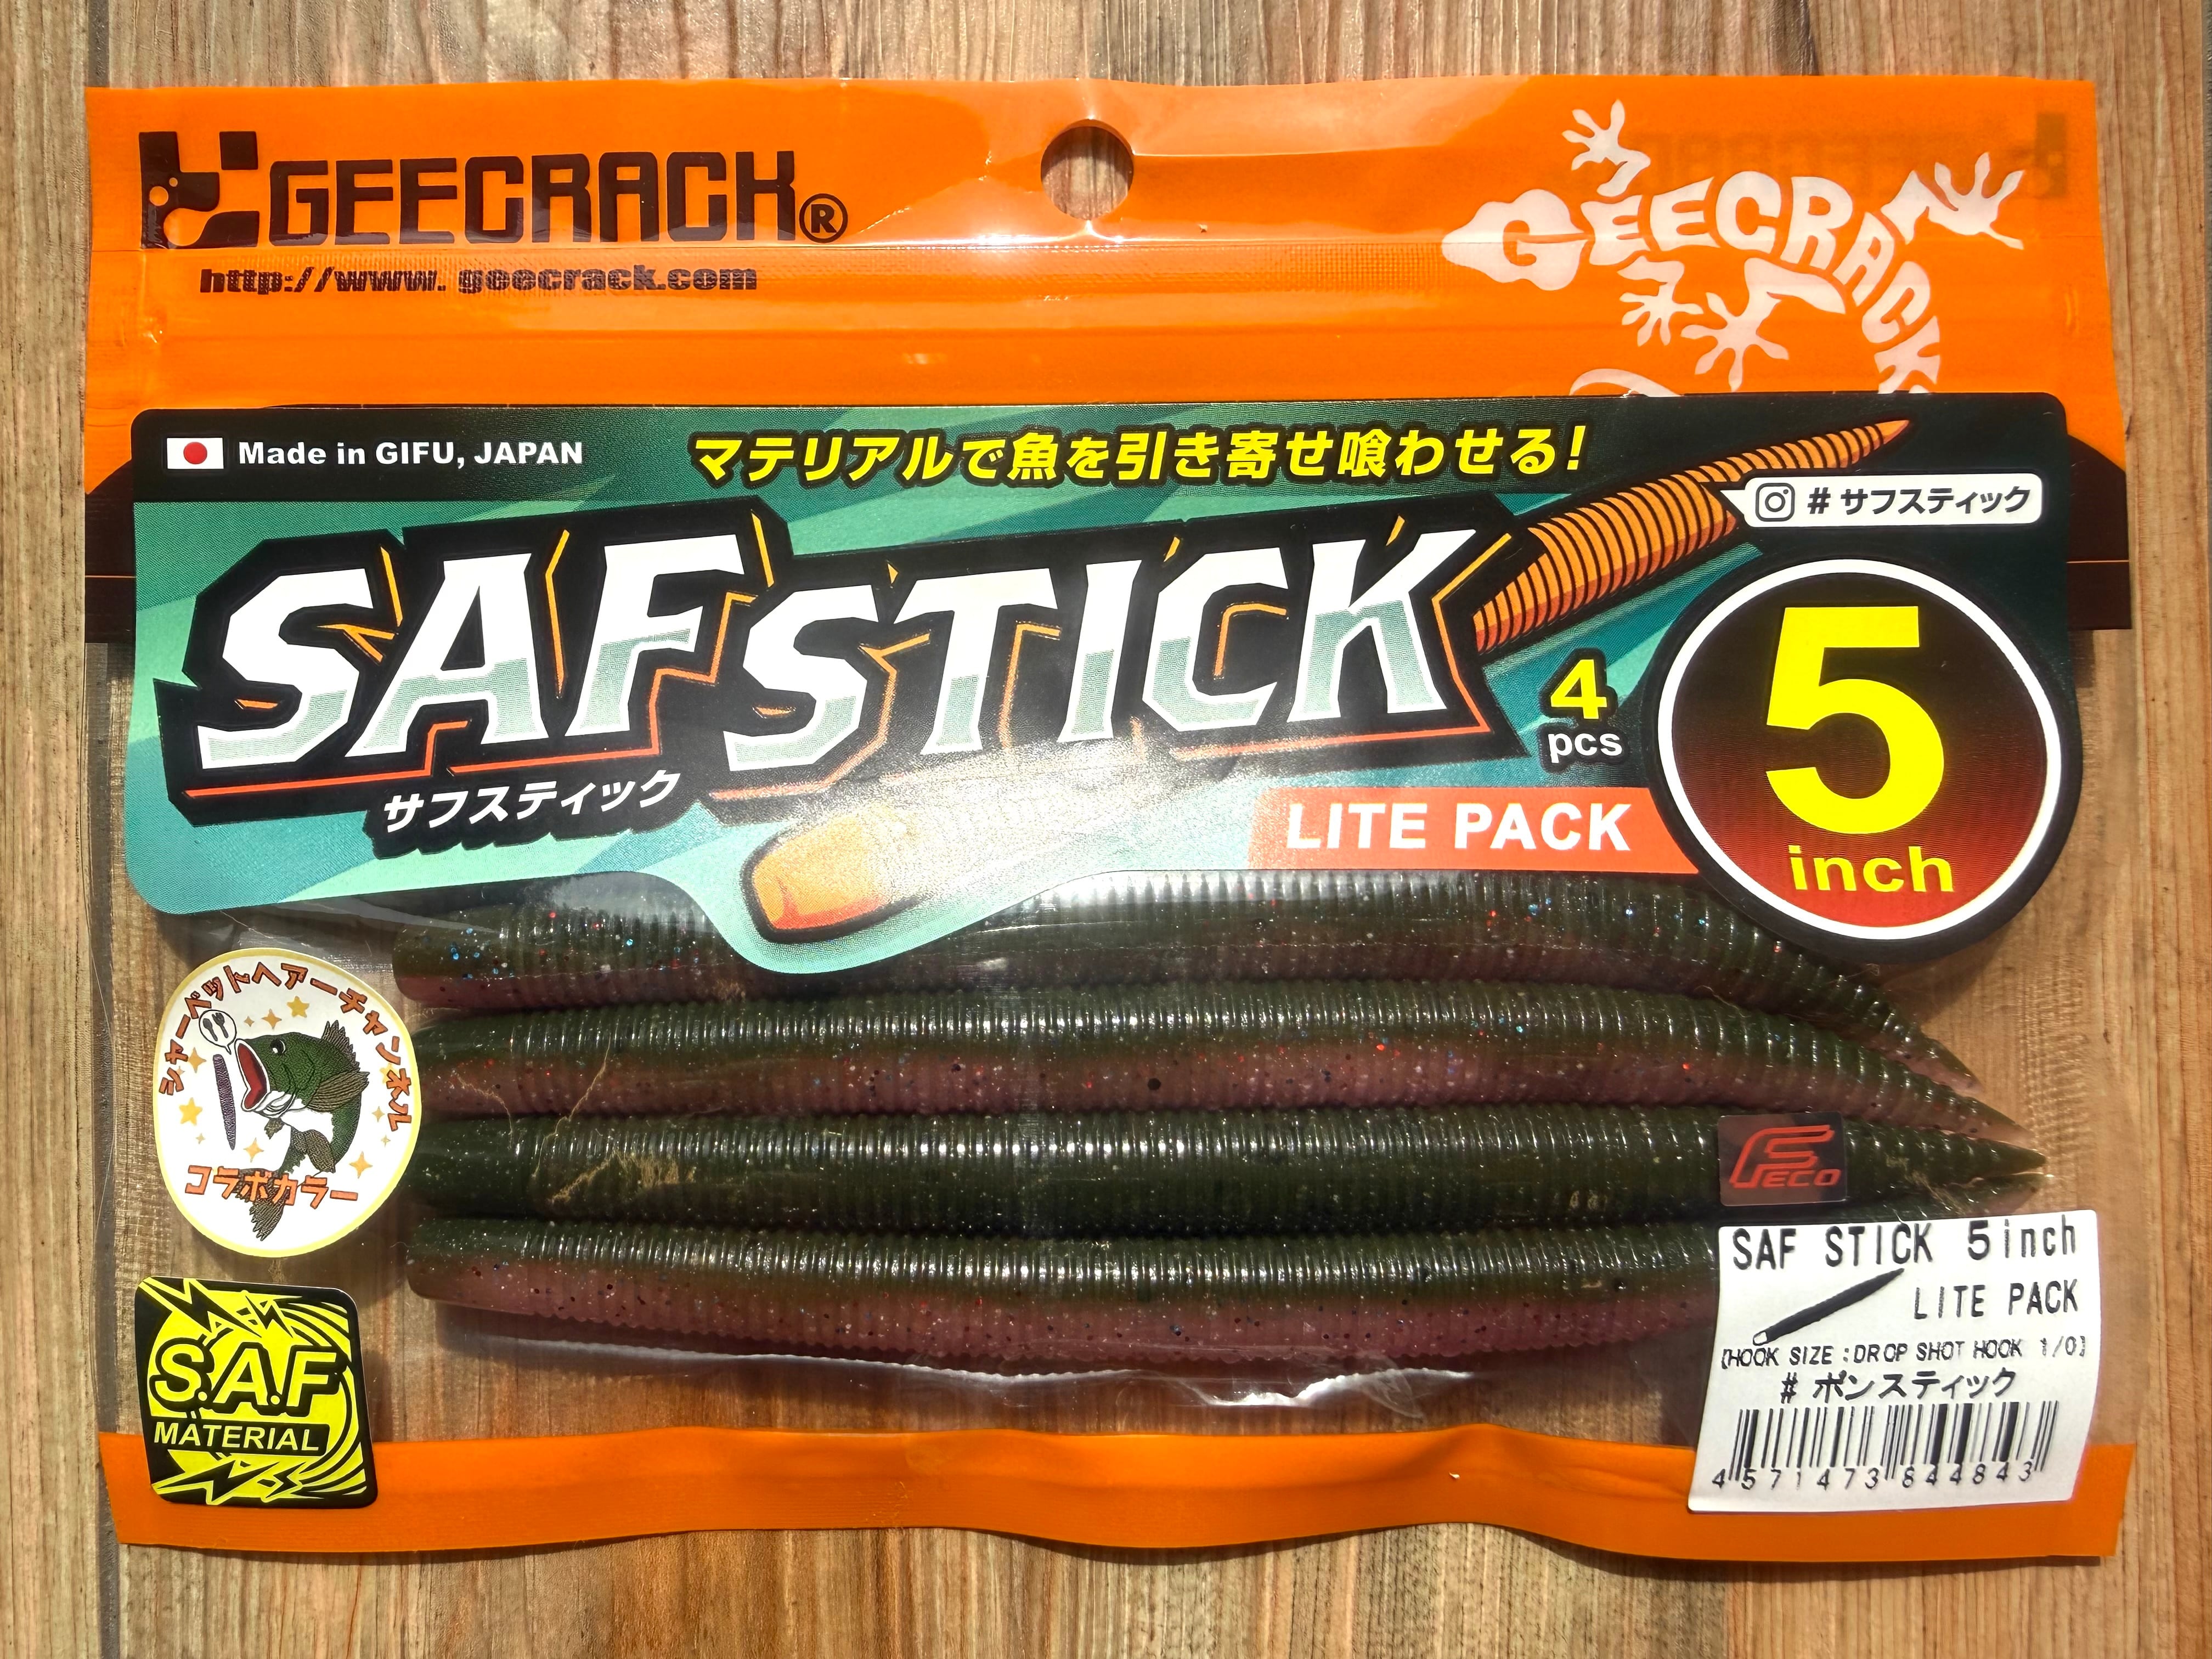 GEECRACK®
http://www.geecrack.com
GEECRACK
Made in GIFU, JAPAN
マテリアルで魚を引き寄せ喰わせる!
# サフスティック
SAF STICK
サフスティック
4
pcs
5
inch
LITE PACK
シャーベットヘアーチャンネル
コラボカラー
FECO
S.A.F
MATERIAL
SAF STICK 5inch
LITE PACK
[HOOK SIZE:DROP SHOT HOOK 1/0]
# ポンスティック
4571473844843